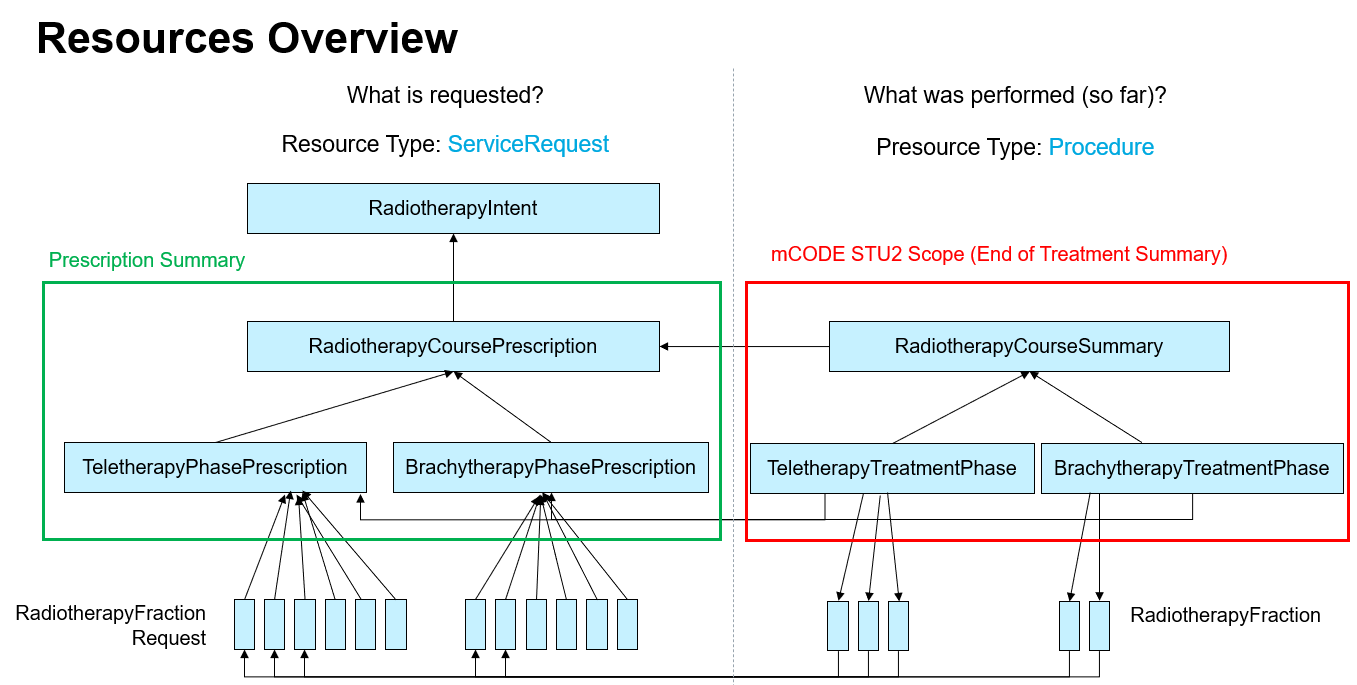 Resources Overview
What is requested?
What was performed (so far)?
Resource Type: ServiceRequest
Presource Type: Procedure
RadiotherapyIntent
Prescription Summary
mCODE STU2 Scope (End of Treatment Summary)
RadiotherapyCoursePrescription
RadiotherapyCourseSummary
TeletherapyPhasePrescription
BrachytherapyPhasePrescription
TeletherapyTreatmentPhase
BrachytherapyTreatmentPhase
RadiotherapyFraction
Request
RadiotherapyFraction